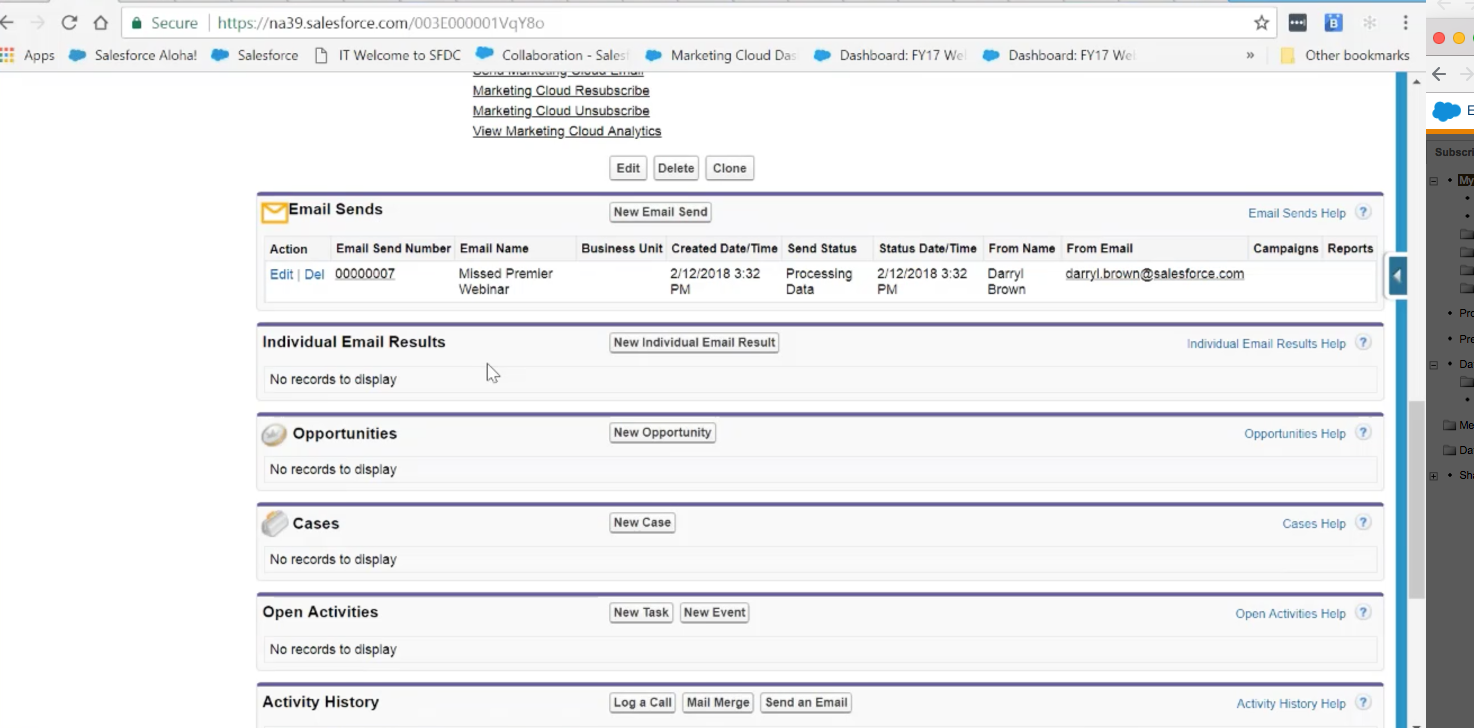 Secure https://na39.salesforce.com/003E000001VqY8o
Apps Salesforce Aloha! Salesforce IT Welcome to SFDC Collaboration - Salesf Marketing Cloud Das Dashboard: FY17 We Dashboard: FY17 We » Other bookmarks
Send Marketing Cloud Email
Marketing Cloud Resubscribe
Marketing Cloud Unsubscribe
View Marketing Cloud Analytics
Edit Delete Clone
Email Sends New Email Send Email Sends Help ?
Action Email Send Number Email Name Business Unit Created Date/Time Send Status Status Date/Time From Name From Email Campaigns Reports
Edit | Del 00000007 Missed Premier 2/12/2018 3:32 Processing 2/12/2018 3:32 Darryl darryl.brown@salesforce.com
Webinar PM Data PM Brown
Individual Email Results New Individual Email Result Individual Email Results Help ?
No records to display
Opportunities New Opportunity Opportunities Help ?
No records to display
Cases New Case Cases Help ?
No records to display
Open Activities New Task New Event Open Activities Help ?
No records to display
Activity History Log a Call Mail Merge Send an Email Activity History Help ?
E
Subscri
My
Pro
Pro
Da
Me
Da
Sha